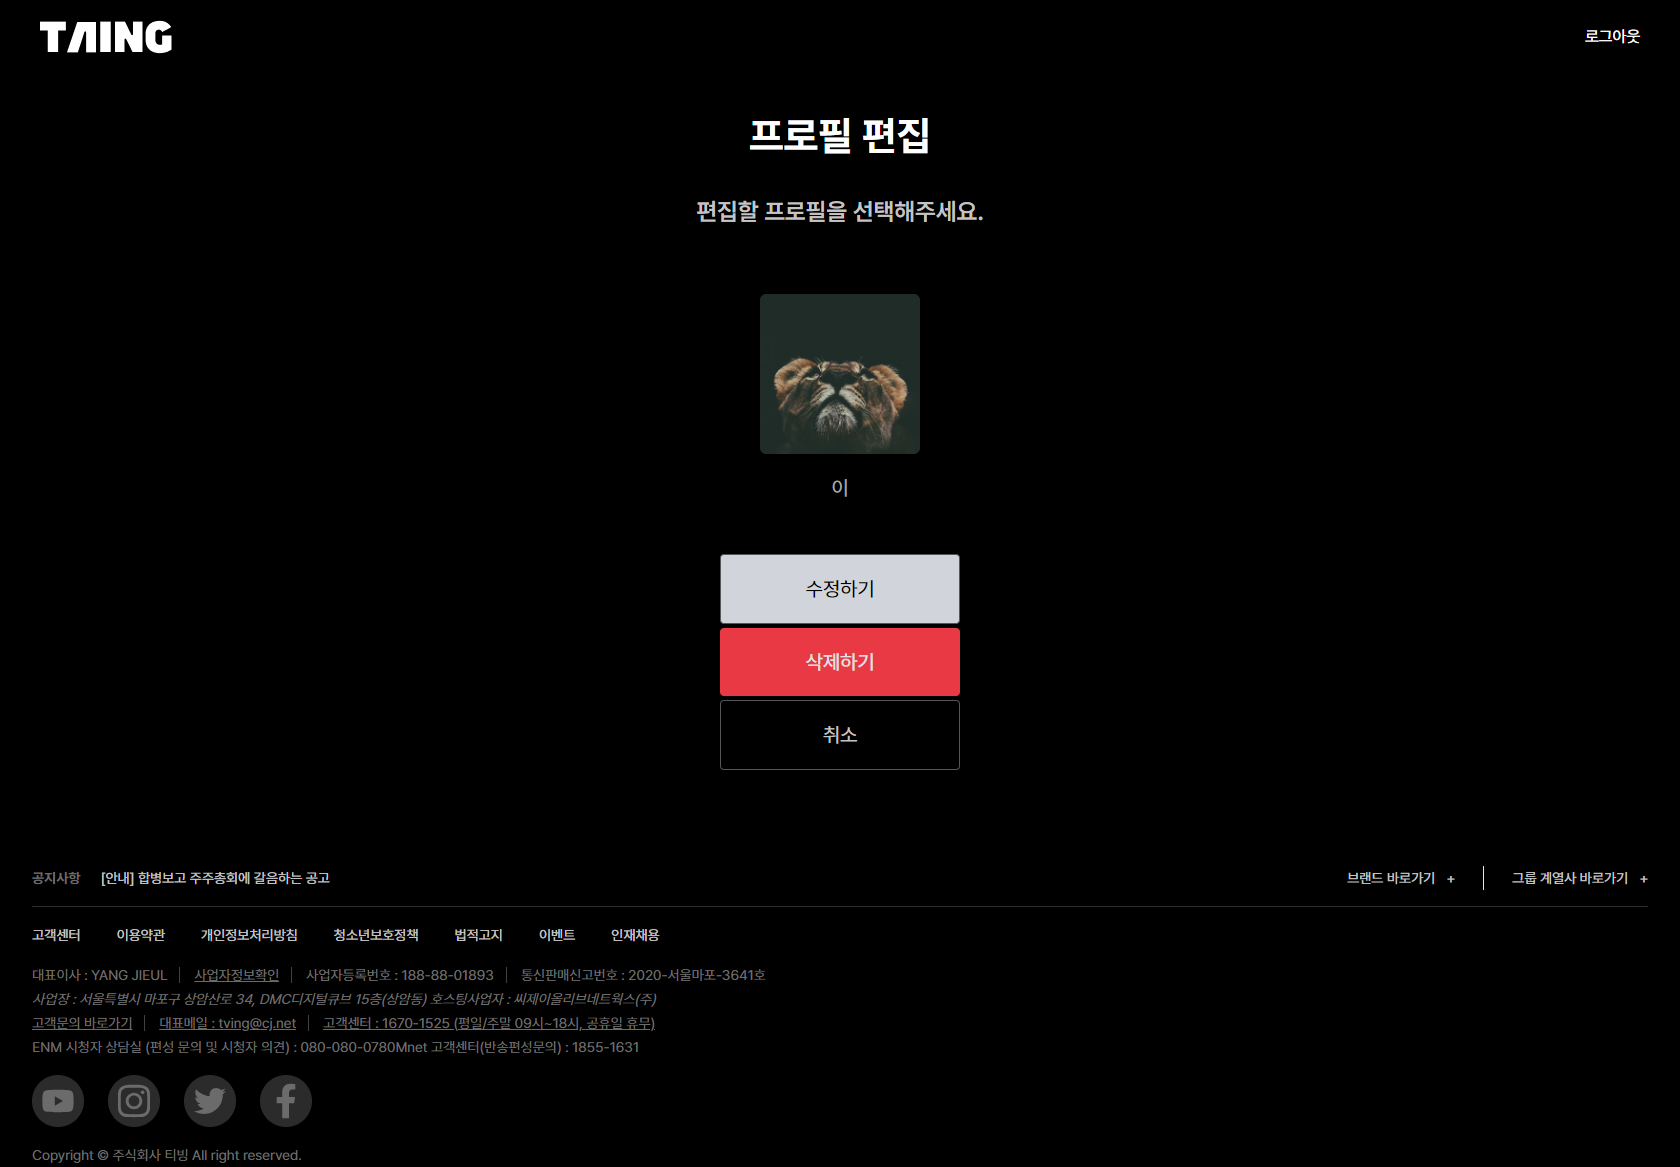 TAING
로그아웃
프로필 편집
편집할 프로필을 선택해주세요.
이
수정하기
삭제하기
취소
공지사항 [안내] 합병보고 주주총회에 갈음하는 공고 브랜드 바로가기 + 그룹 계열사 바로가기 +
고객센터 이용약관 개인정보처리방침 청소년보호정책 법적고지 이벤트 인재채용
대표이사 : YANG JIEUL 사업자정보확인 사업자등록번호 : 188-88-01893 통신판매신고번호 : 2020-서울마포-3641호
사업장 : 서울특별시 마포구 상암산로 34, DMC디지털큐브 15층(상암동) 호스팅사업자 : 씨제이올리브네트웍스(주)
고객문의 바로가기 대표메일 : tving@cj.net 고객센터 : 1670-1525 (평일/주말 09시~18시, 공휴일 휴무)
ENM 시청자 상담실 (편성 문의 및 시청자 의견) : 080-080-0780Mnet 고객센터(반송편성문의) : 1855-1631
Copyright © 주식회사 티빙 All right reserved.